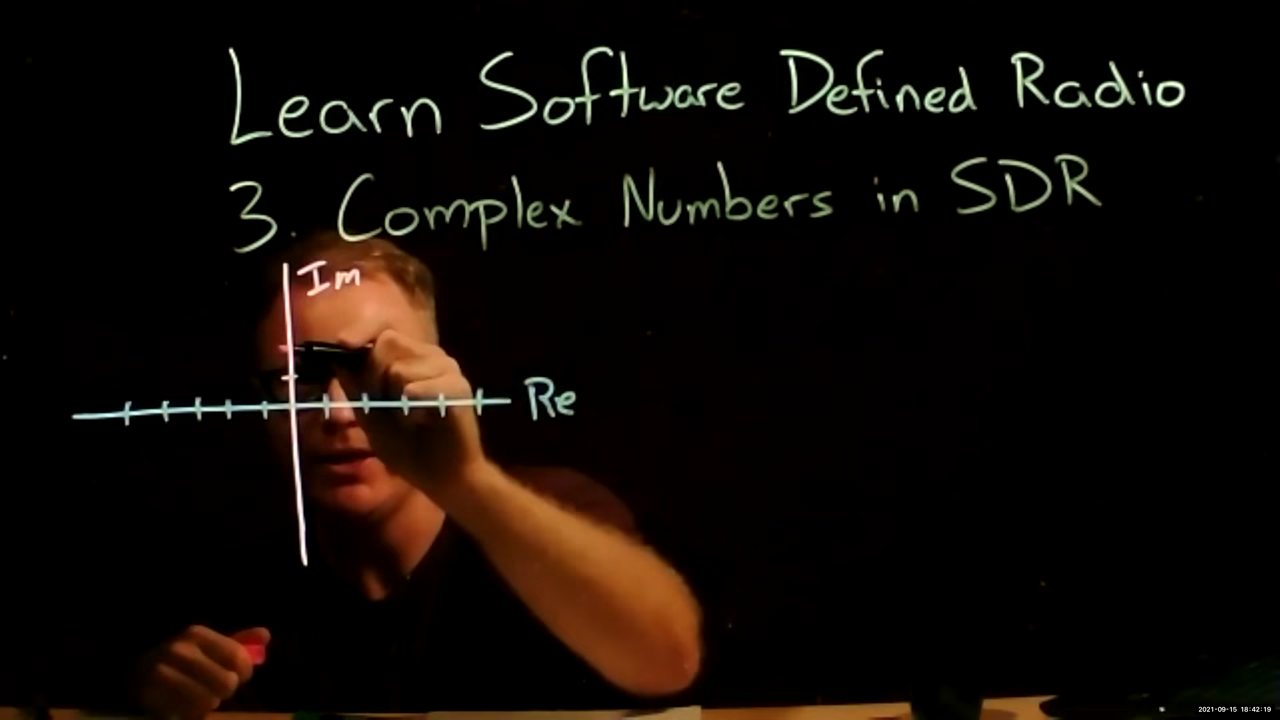 Learn Software Defined Radio
3. Complex Numbers in SDR
Im
Re
2021-09-15 18:42:19